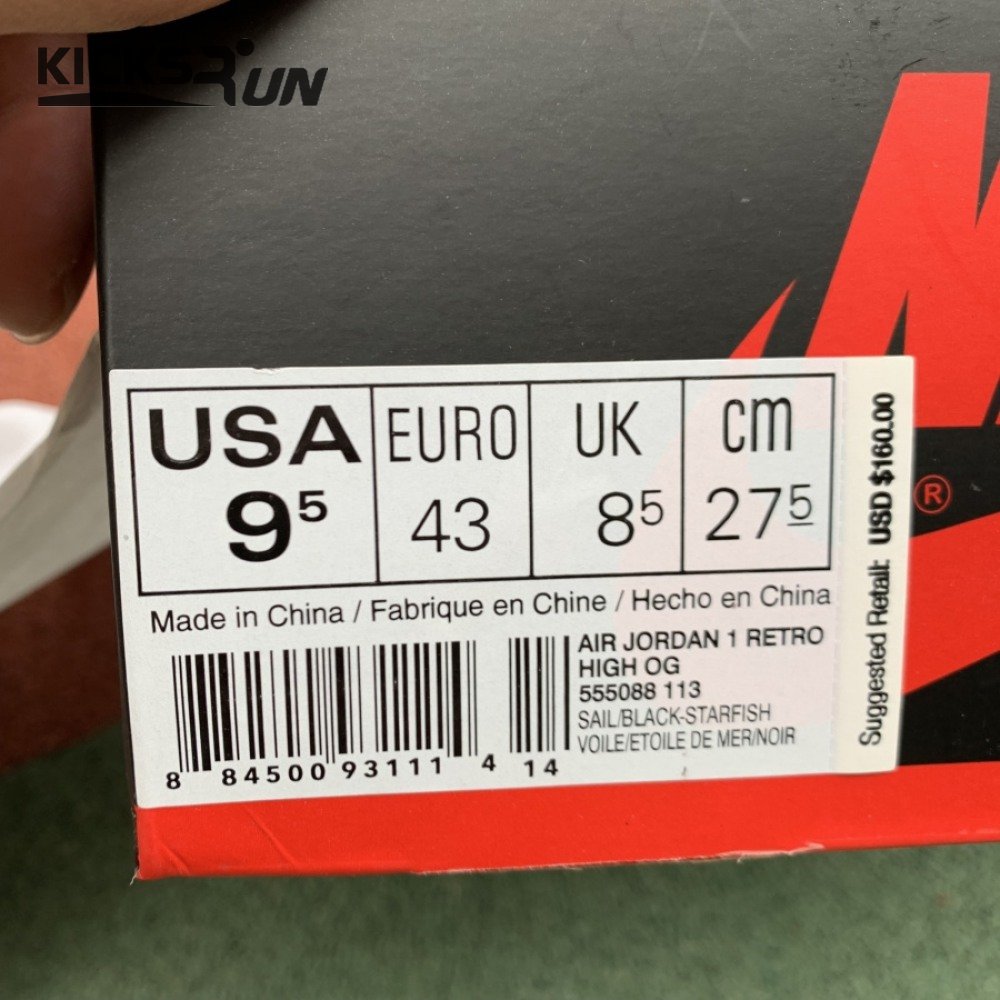 KICKSRUN
USA EURO UK cm
9⁵ 43 8⁵ 27⁵
Made in China / Fabrique en Chine / Hecho en China
AIR JORDAN 1 RETRO
HIGH OG
555088 113
SAIL/BLACK-STARFISH
VOILE/ETOILE DE MER/NOIR
8 84500 93111 4 14
Suggested Retail: USD $160.00
®